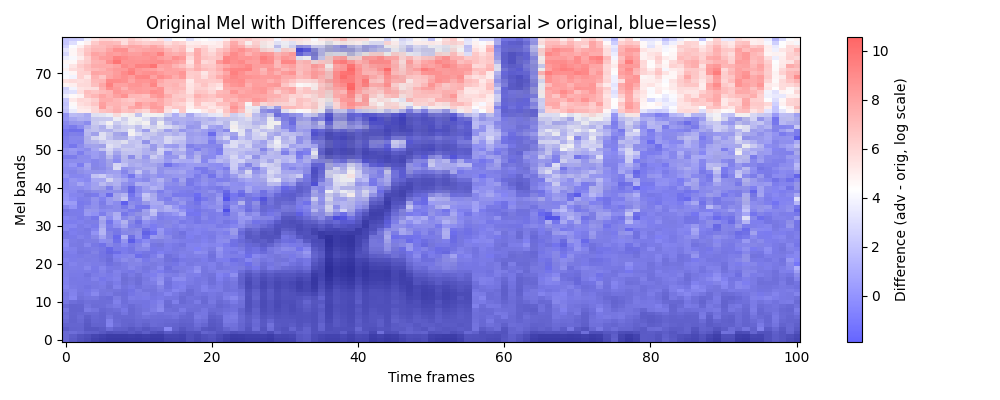 Original Mel with Differences (red=adversarial > original, blue=less)
Mel bands
70
60
50
40
30
20
10
0
0 20 40 60 80 100
Time frames
10
8
6
4
2
0
Difference (adv - orig, log scale)